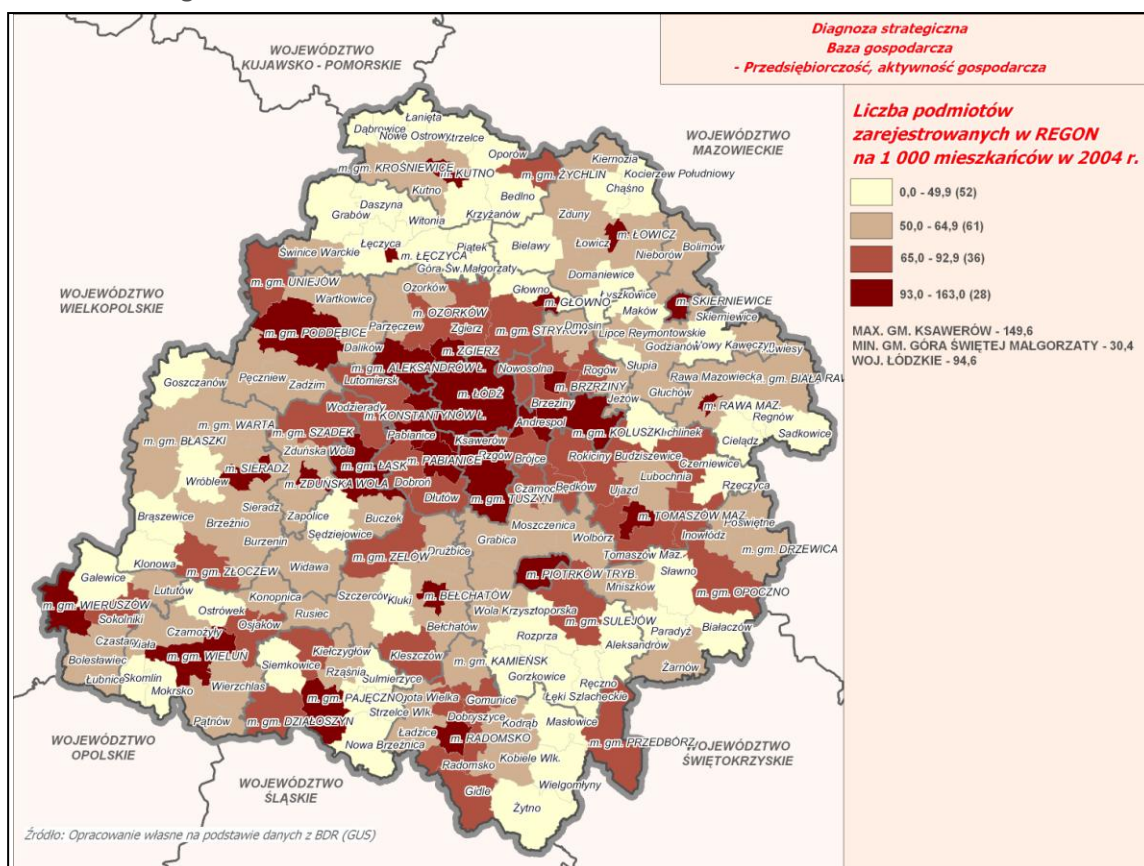 Diagnoza strategiczna
Baza gospodarcza
- Przedsiębiorczość, aktywność gospodarcza
Liczba podmiotów
zarejestrowanych w REGON
na 1 000 mieszkańców w 2004 r.
0,0 - 49,9 (52)
50,0 - 64,9 (61)
65,0 - 92,9 (36)
93,0 - 163,0 (28)
MAX. GM. KSAWERÓW - 149,6
MIN. GM. GÓRA ŚWIĘTEJ MAŁGORZATY - 30,4
WOJ. ŁÓDZKIE - 94,6
WOJEWÓDZTWO
KUJAWSKO - POMORSKIE
WOJEWÓDZTWO
MAZOWIECKIE
Łanięta
Dąbrowice
Nowe Ostrowy
Strzelce
Oporów
m. gm. KROŚNIEWICE
m. KUTNO
m. gm. ŻYCHLIN
Kiernozia
Kocierzew Południowy
Chąśno
Kutno
Bedlno
Daszyna
Zduny
Grabów
Witonia
Krzyżanów
m. ŁOWICZ
Łęczyca
Piątek
Bielawy
Łowicz
Nieborów
Bolimów
Świnice Warckie
m. ŁĘCZYCA
Góra Św. Małgorzaty
Domaniewice
WOJEWÓDZTWO
WIELKOPOLSKIE
m. gm. UNIEJÓW
Ozorków
Głowno
Łyszkowice
m. SKIERNIEWICE
Wartkowice
m. OZORKÓW
m. GŁOWNO
Maków
Skierniewice
Parzęczew
Zgierz
m. gm. STRYKÓW
Dmosin
Lipce Reymontowskie
m. gm. PODDĘBICE
m. ZGIERZ
Godzianów
Nowy Kawęczyn
Dalików
m. gm. ALEKSANDRÓW Ł.
Nowosolna
Rogów
Słupia
Goszczanów
Pęczniew
Zadzim
Lutomiersk
m. BRZEZINY
Jeżów
Rawa Mazowiecka
Głuchów
m. ŁÓDŹ
Brzeziny
m. RAWA MAZ.
Wodzierady
m. KONSTANTYNÓW Ł.
Andrespol
Regnów
m. gm. WARTA
m. gm. SZADEK
Pabianice
Ksawerów
m. gm. KOLUSZKI
Cielądz
Sadkowice
m. gm. BŁASZKI
Zduńska Wola
Rzgów
m. gm. ŁASK
m. PABIANICE
Brójce
Rokiciny
Budziszewice
Czerniewice
m. SIERADZ
m. ZDUŃSKA WOLA
Dobroń
Lubochnia
Rzeczyca
Wróblew
Dłutów
m. gm. TUSZYN
Będków
Ujazd
Brąszewice
Sieradz
Zapolice
Buczek
m. TOMASZÓW MAZ.
Poświętne
Brzeźnio
Sędziejowice
Moszczenica
Inowłódz
Burzenin
Grabica
Wolbórz
m. gm. DRZEWICA
Klonowa
Widawa
m. gm. ZELÓW
Drużbice
Tomaszów Maz.
Galewice
m. gm. ZŁOCZEW
m. PIOTRKÓW TRYB.
Sławno
m. gm. WIERUSZÓW
Lututów
Konopnica
Szczerców
Kluki
m. BEŁCHATÓW
Mniszków
m. gm. OPOCZNO
Sokolniki
Ostrówek
Osjaków
Rusiec
Wola Krzysztoporska
m. gm. SULEJÓW
Czarnożyły
Bełchatów
Paradyż
Białaczów
Czastary
Rozprza
Aleksandrów
Kiełczygłów
Kleszczów
Bolesławiec
m. gm. WIELUŃ
Siemkowice
Rząśnia
m. gm. KAMIEŃSK
Żarnów
Łubnice
Skomlin
Sulmierzyce
Gorzkowice
Mokrsko
Wierzchlas
Ręczno
m. gm. PAJĘCZNO
Gomunice
Łęki Szlacheckie
Pątnów
m. gm. DZIAŁOSZYN
Strzelce Wlk.
Dobryszyce
Kodrąb
Masłowice
Ładzice
m. RADOMSKO
m. gm. PRZEDBÓRZ
Nowa Brzeźnica
Radomsko
Kobiele Wlk.
Wielgomłyny
Gidle
Żytno
WOJEWÓDZTWO
OPOLSKIE
WOJEWÓDZTWO
ŚLĄSKIE
WOJEWÓDZTWO
ŚWIĘTOKRZYSKIE
Źródło: Opracowanie własne na podstawie danych z BDR (GUS)